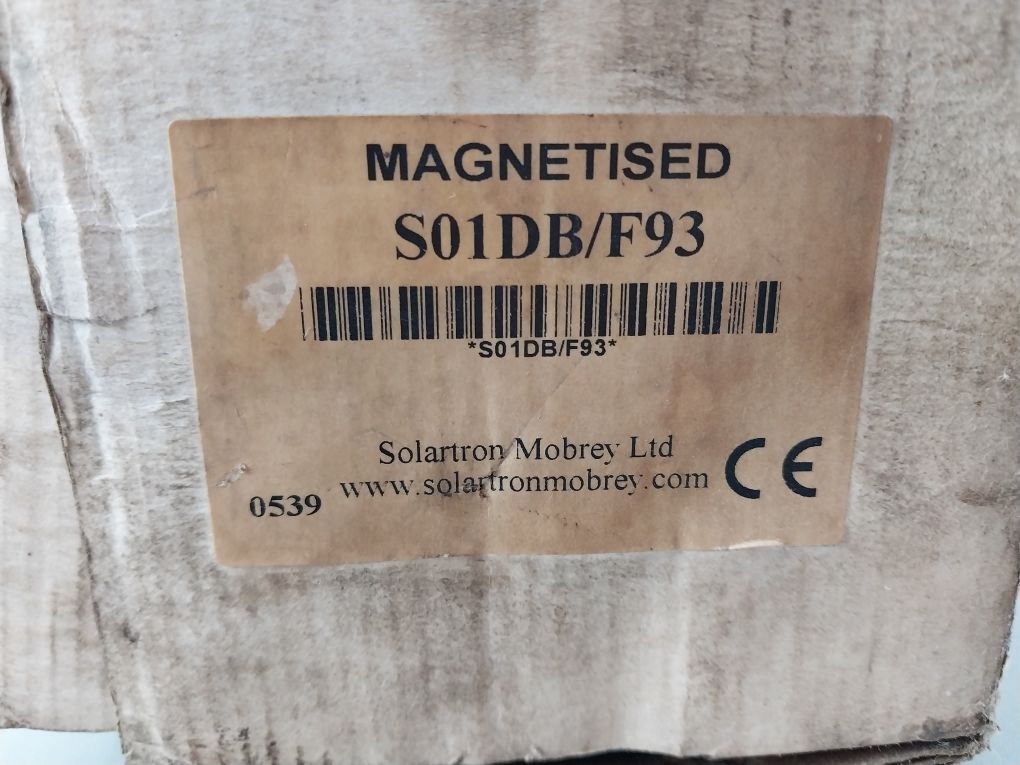 MAGNETISED
S01DB/F93
*S01DB/F93*
Solartron Mobrey Ltd
www.solartronmobrey.com
CE
0539